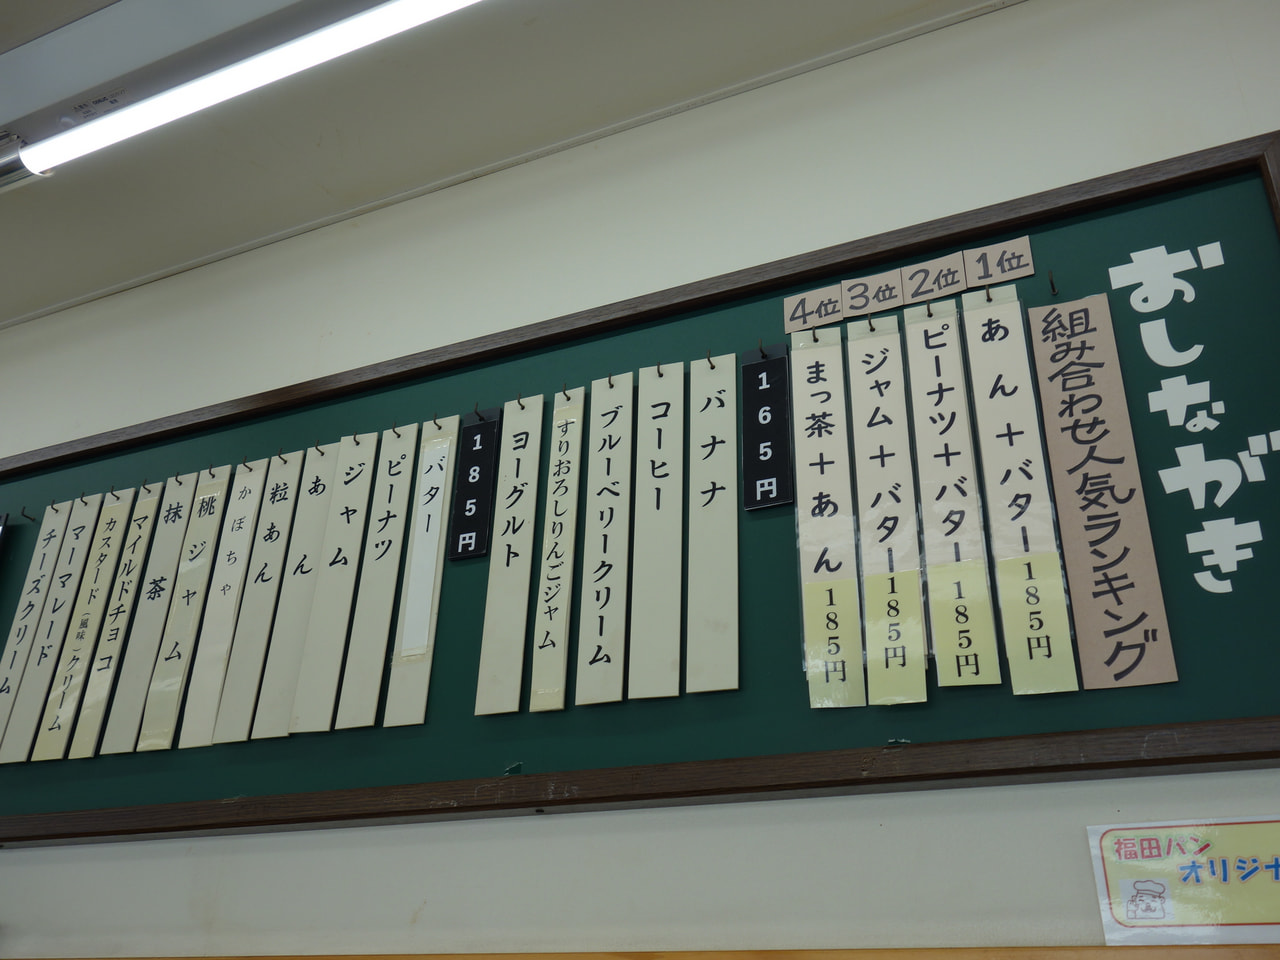 おしながき
組み合わせ人気ランキング
1位
あん+バター185円
2位
ピーナツ+バター185円
3位
ジャム+バター185円
4位
まっ茶+あん185円
165円
バナナ
コーヒー
ブルーベリークリーム
すりおろしりんごジャム
ヨーグルト
185円
バター
ピーナツ
ジャム
あん
粒あん
かぼちゃ
桃ジャム
抹茶
マイルドチョコ
カスタード(風味)クリーム
マーマレード
チーズクリーム
福田パン
オリジナ